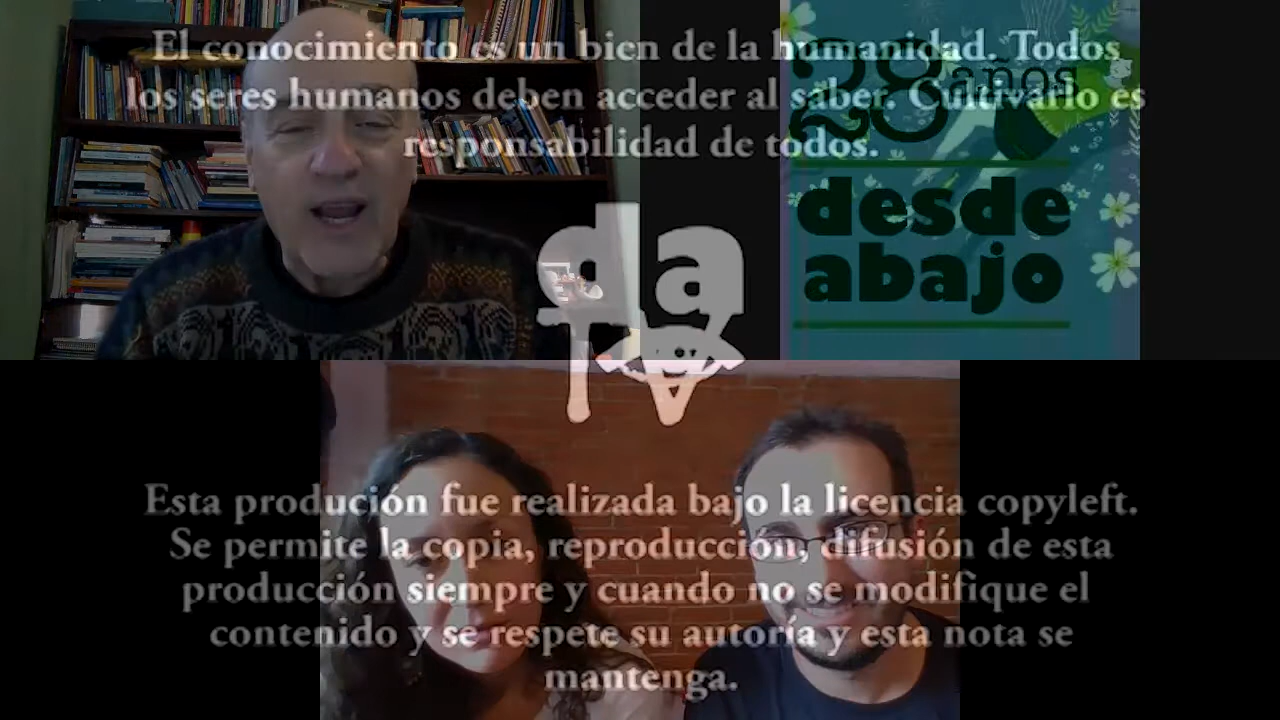 El conocimiento es un bien de la humanidad. Todos
los seres humanos deben acceder al saber. Cultivarlo es
responsabilidad de todos.
28 años
desde
abajo
da
TV
Esta produción fue realizada bajo la licencia copyleft.
Se permite la copia, reproducción, difusión de esta
producción siempre y cuando no se modifique el
contenido y se respete su autoría y esta nota se
mantenga.